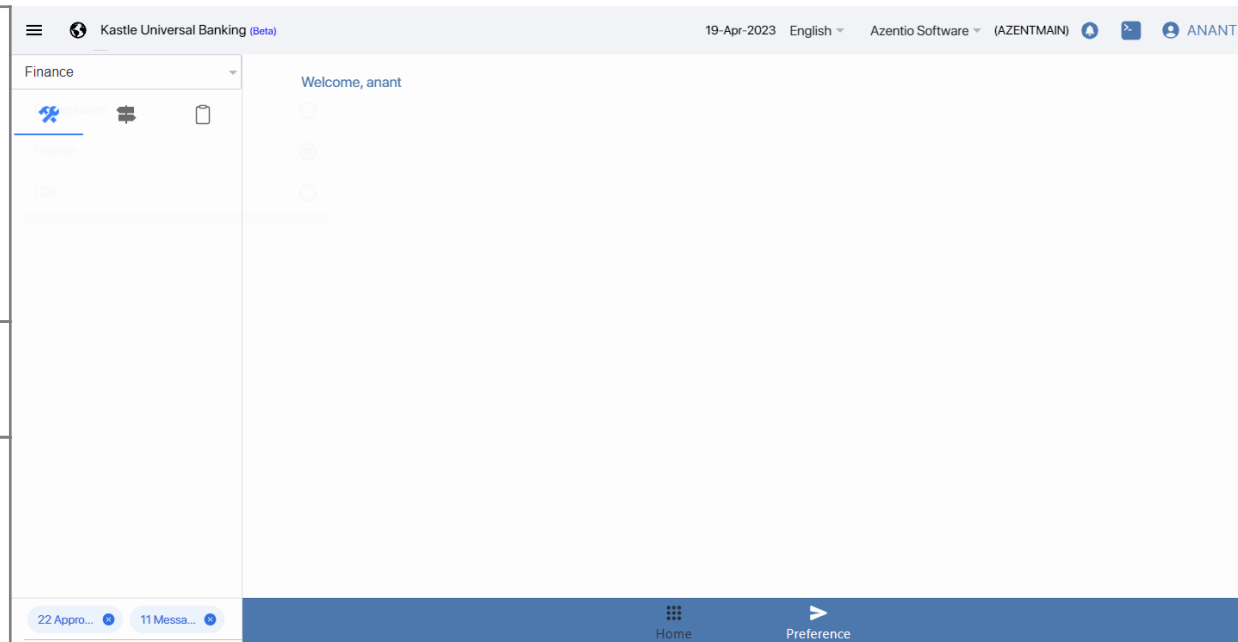 Kastle Universal Banking (Beta) 19-Apr-2023 English Azentio Software (AZENTMAIN) ANANT
Finance
Welcome, anant
Finance
LOS
22 Appro... 11 Messa...
Home Preference